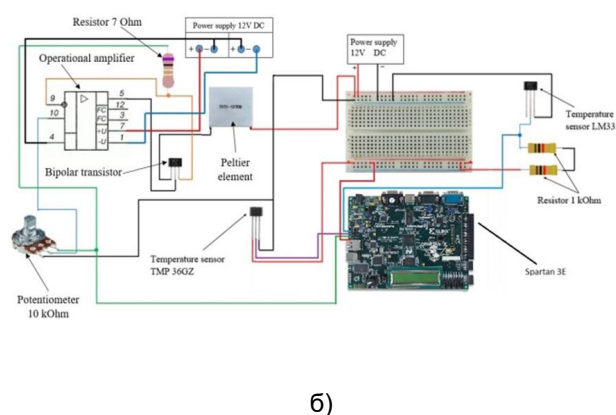 Resistor 7 Ohm
Power supply 12V DC
+ − + −
Operational amplifier
9
10
4
FC
FC
+U
-U
5
12
3
7
1
Bipolar transistor
Peltier
element
Power supply
12V DC
+ −
Temperature
sensor LM33
Resistor 1 kOhm
Temperature sensor
TMP 36GZ
Potentiometer
10 kOhm
Spartan 3E
б)